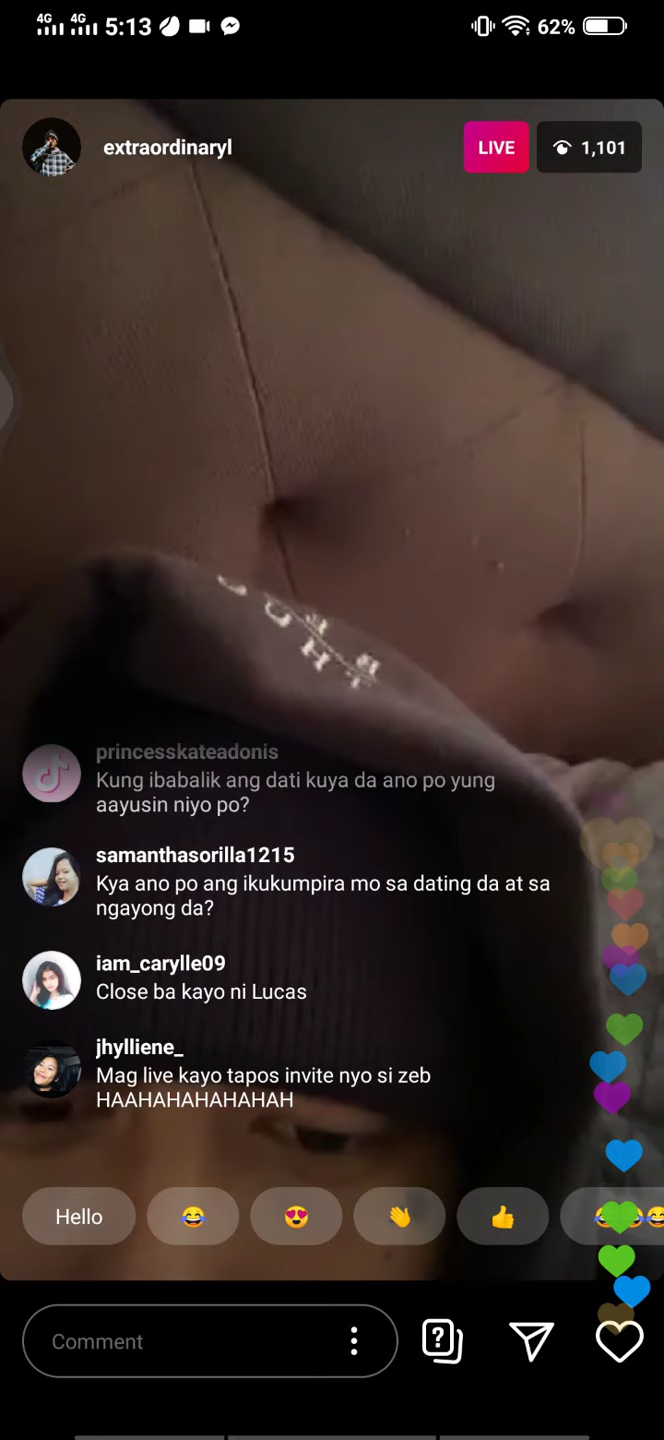 4G 4G 5:13 62%
extraordinaryl LIVE 1,101
princesskateadonis
Kung ibabalik ang dati kuya da ano po yung
aayusin niyo po?
samanthasorilla1215
Kya ano po ang ikukumpira mo sa dating da at sa
ngayong da?
iam_carylle09
Close ba kayo ni Lucas
jhylliene_
Mag live kayo tapos invite nyo si zeb
HAAHAHAHAHAHAH
Hello
Comment